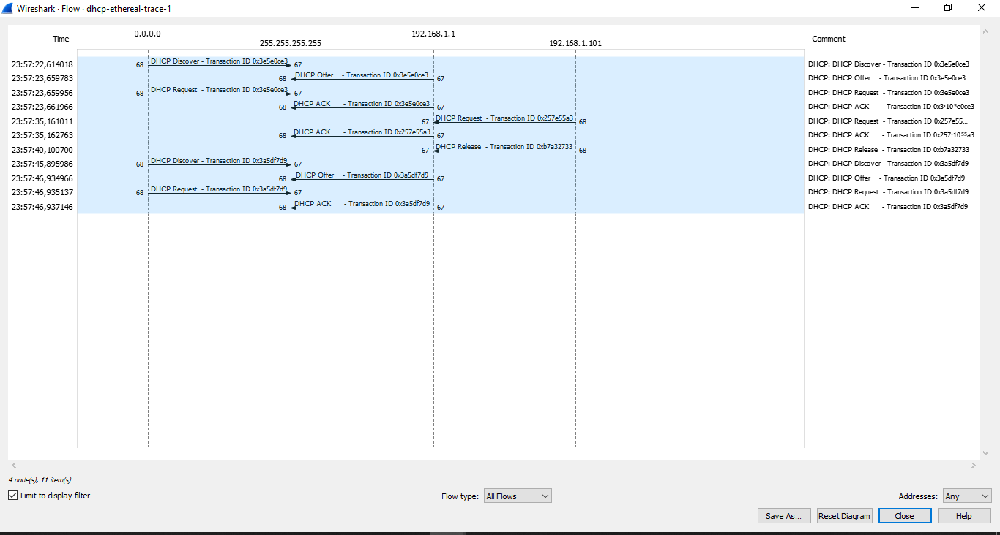 Wireshark · Flow · dhcp-ethereal-trace-1
Time 0.0.0.0 255.255.255.255 192.168.1.1 192.168.1.101 Comment
23:57:22,614018 68 DHCP Discover - Transaction ID 0x3e5e0ce3 67 DHCP: DHCP Discover - Transaction ID 0x3e5e0ce3
23:57:23,659783 68 DHCP Offer - Transaction ID 0x3e5e0ce3 67 DHCP: DHCP Offer - Transaction ID 0x3e5e0ce3
23:57:23,659956 68 DHCP Request - Transaction ID 0x3e5e0ce3 67 DHCP: DHCP Request - Transaction ID 0x3e5e0ce3
23:57:23,661966 68 DHCP ACK - Transaction ID 0x3e5e0ce3 67 DHCP: DHCP ACK - Transaction ID 0x3·10⁵e0ce3
23:57:35,161011 67 DHCP Request - Transaction ID 0x257e55a3 68 DHCP: DHCP Request - Transaction ID 0x257e55...
23:57:35,162763 68 DHCP ACK - Transaction ID 0x257e55a3 67 DHCP: DHCP ACK - Transaction ID 0x257·10⁵⁵a3
23:57:40,100700 67 DHCP Release - Transaction ID 0xb7a32733 68 DHCP: DHCP Release - Transaction ID 0xb7a32733
23:57:45,895986 68 DHCP Discover - Transaction ID 0x3a5df7d9 67 DHCP: DHCP Discover - Transaction ID 0x3a5df7d9
23:57:46,934966 68 DHCP Offer - Transaction ID 0x3a5df7d9 67 DHCP: DHCP Offer - Transaction ID 0x3a5df7d9
23:57:46,935137 68 DHCP Request - Transaction ID 0x3a5df7d9 67 DHCP: DHCP Request - Transaction ID 0x3a5df7d9
23:57:46,937146 68 DHCP ACK - Transaction ID 0x3a5df7d9 67 DHCP: DHCP ACK - Transaction ID 0x3a5df7d9
4 node(s), 11 item(s)
Limit to display filter Flow type: All Flows Addresses: Any
Save As... Reset Diagram Close Help